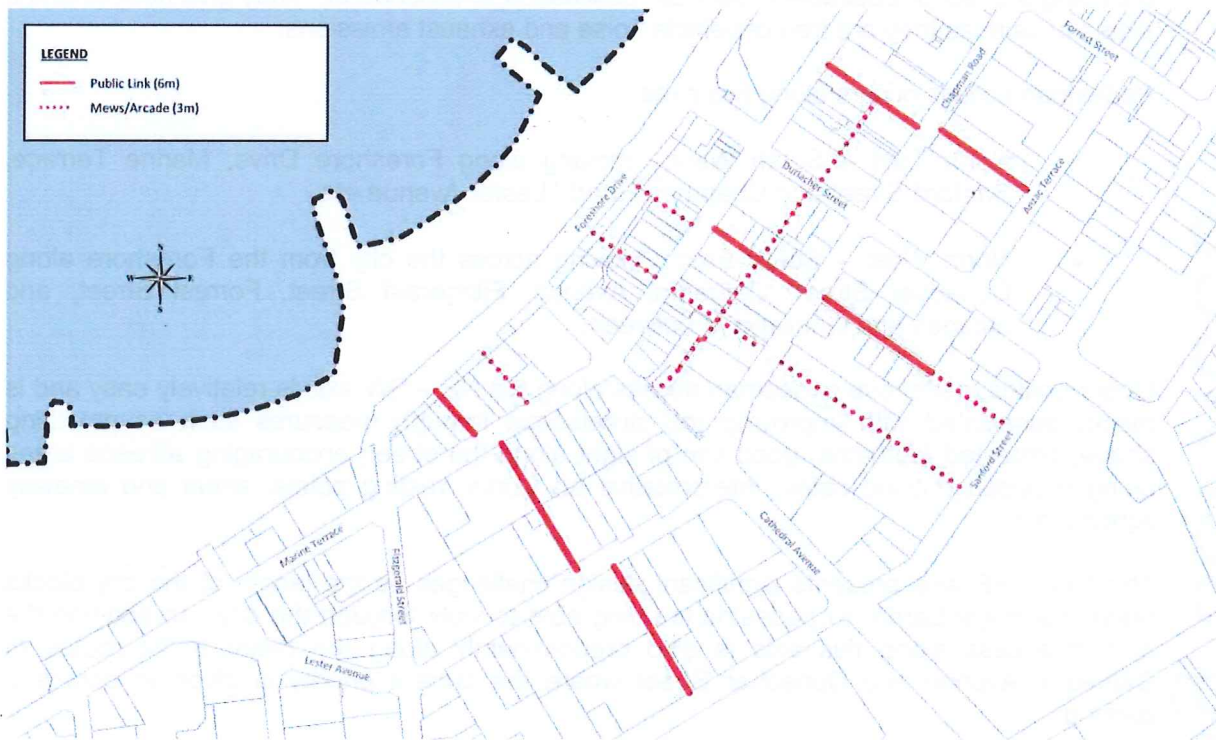 LEGEND
Public Link (6m)
Mews/Arcade (3m)
N
W E
S
Forrest Street
Chapman Road
Durlacher Street
Anzac Terrace
Foreshore Drive
Sanford Street
Cathedral Avenue
Marine Terrace
Fitzgerald Street
Lester Avenue